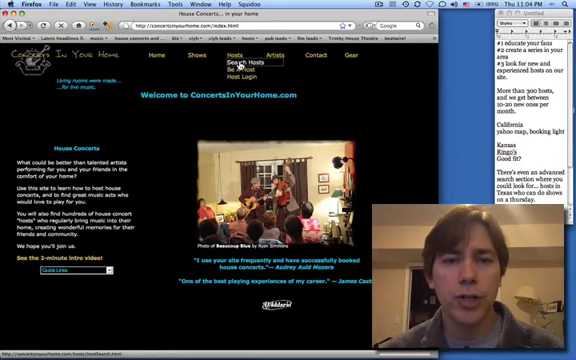 Firefox File Edit View History Bookmarks Tools Window Help
Thu 11:04 PM
House Concerts... in your home
http://concertsinyourhome.com/index.html
Most Visited Latest Headlines music
Trinity House Theatre
CONCERTS IN YOUR HOME
Home Shows Hosts Artists Contact Gear
Search Hosts
Host Login
Living rooms were made...
...for live music.
Welcome to ConcertsInYourHome.com
House Concerts
What could be better than talented artists
performing for you and your friends in the
comfort of your home?
Use this site to learn how to host house
concerts, and to find great music acts who
would love to play for you.
You will also find hundreds of house concert
"hosts" who regularly bring music into their
home, creating wonderful memories for their
friends and community.
We hope you'll join us.
See the 2-minute intro video!
Quick Links
Photo of Beaucoup Blue by Ryan Simmons
"I use your site frequently and have successfully booked
house concerts." -- Audrey Auld Mezera
"One of the best playing experiences of my career." -- James Cast
http://concertsinyourhome.com/hosts/hostSearch.html
Styles
#1 educate your fans
#2 create a series in
your area
#3 look for new and
experienced hosts on our
site.
More than 300 hosts,
and we get between
10-20 new ones per
month.
California
yahoo map, booking light
Kansas
Ringo's
Good fit?
There's even an advanced
search section where you
could look for... hosts in
Texas who can do shows
on a thursday.